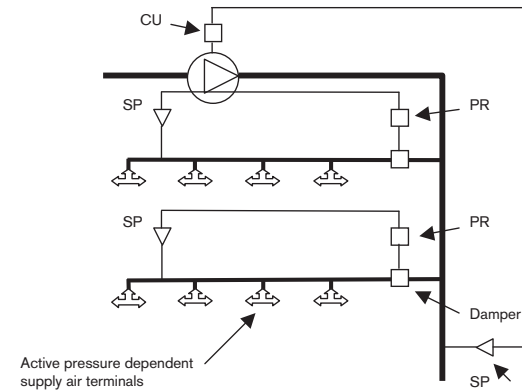 CU
SP
PR
SP
PR
Damper
Active pressure dependent
supply air terminals
SP